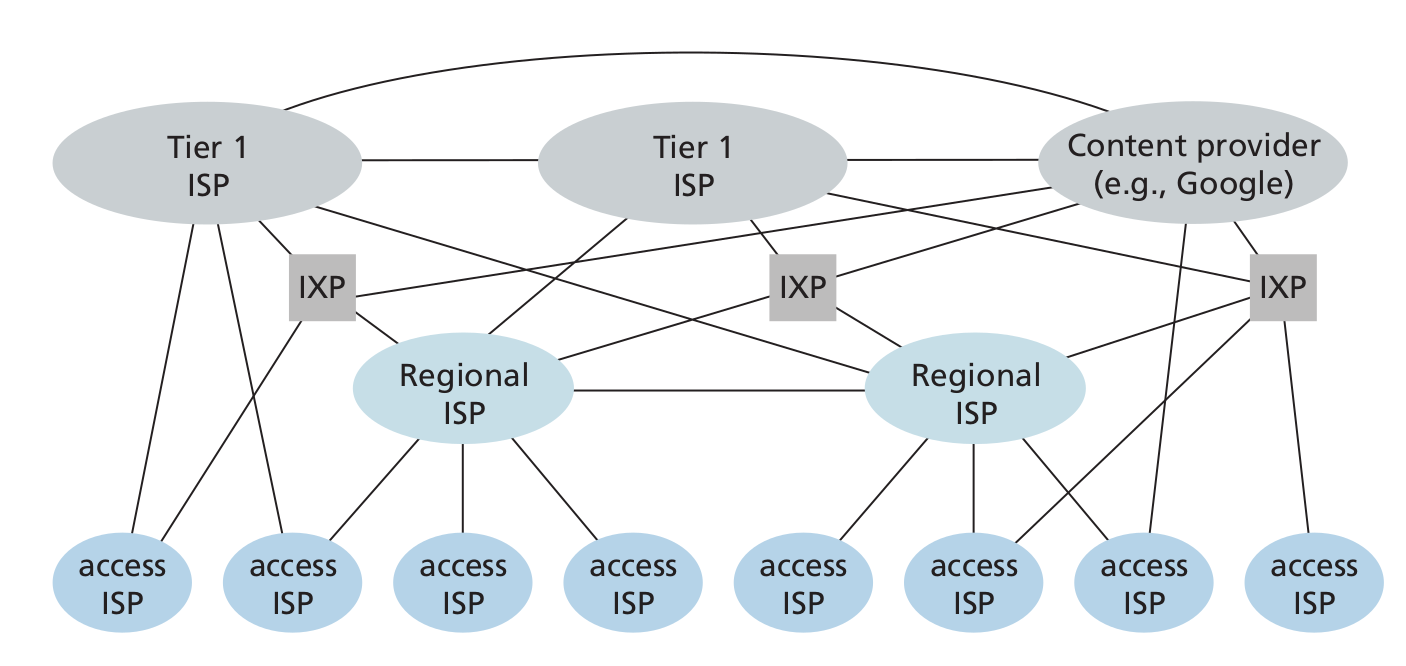 Tier 1
ISP
Tier 1
ISP
Content provider
(e.g., Google)
IXP
IXP
IXP
Regional
ISP
Regional
ISP
access
ISP
access
ISP
access
ISP
access
ISP
access
ISP
access
ISP
access
ISP
access
ISP